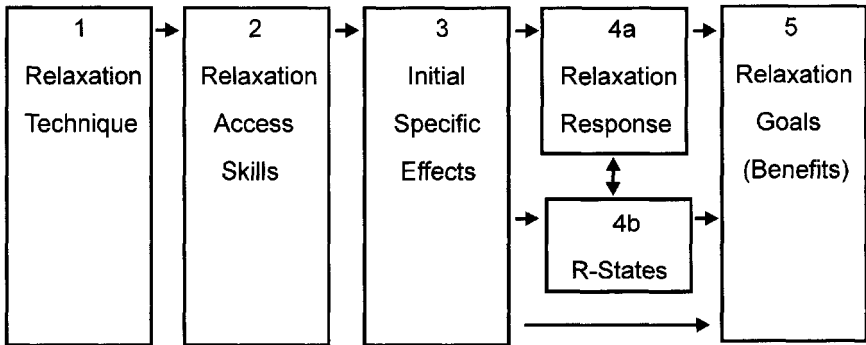 1
Relaxation
Technique
2
Relaxation
Access
Skills
3
Initial
Specific
Effects
4a
Relaxation
Response
4b
R-States
5
Relaxation
Goals
(Benefits)